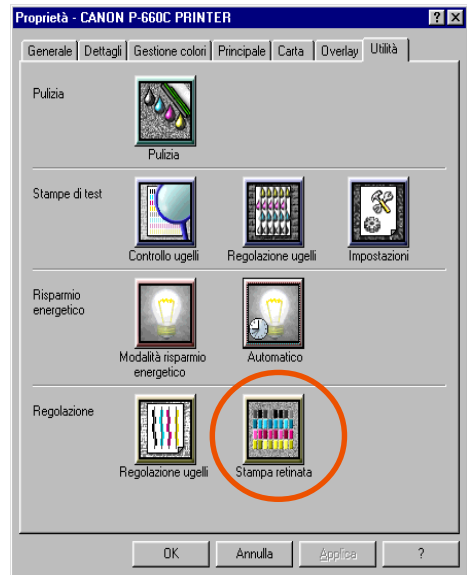 Proprietà - CANON P-660C PRINTER
Generale Dettagli Gestione colori Principale Carta Overlay Utilità
Pulizia
Pulizia
Stampe di test
Controllo ugelli Regolazione ugelli Impostazioni
Risparmio
energetico
Modalità risparmio
energetico
Automatico
Regolazione
Regolazione ugelli Stampa retinata
OK Annulla Applica ?